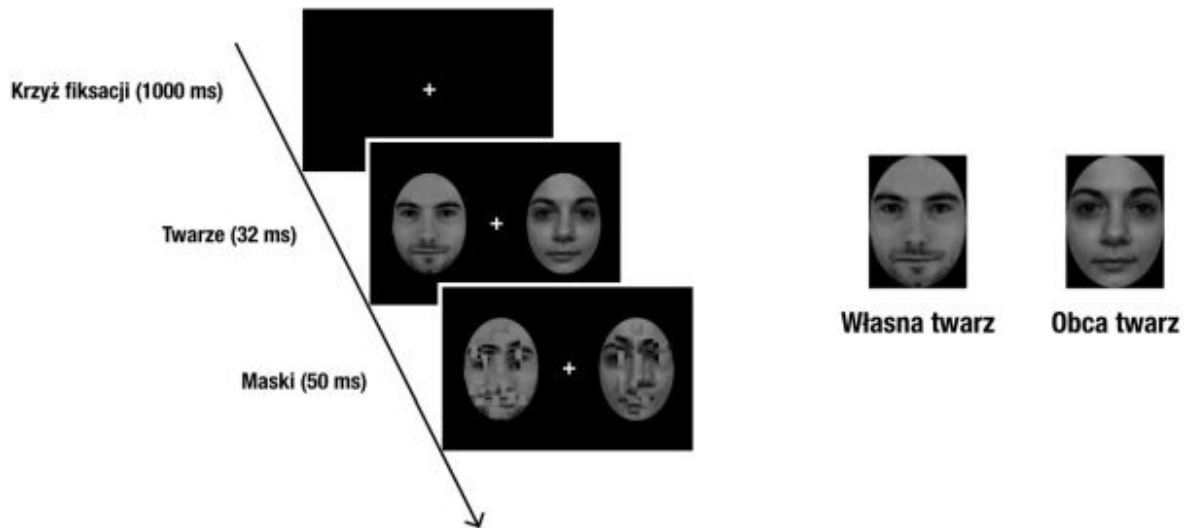 Krzyż fiksacji (1000 ms)
Twarze (32 ms)
Maski (50 ms)
Własna twarz
Obca twarz